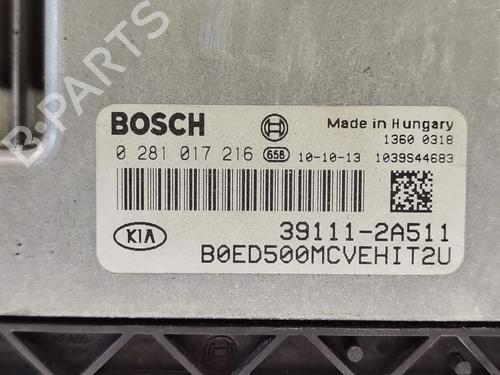 B-PARTS
BOSCH
Made in Hungary
1360 0318
0 281 017 216 658 10-10-13 1039S44683
KIA
39111-2A511
B0ED500MCVEHIT2U